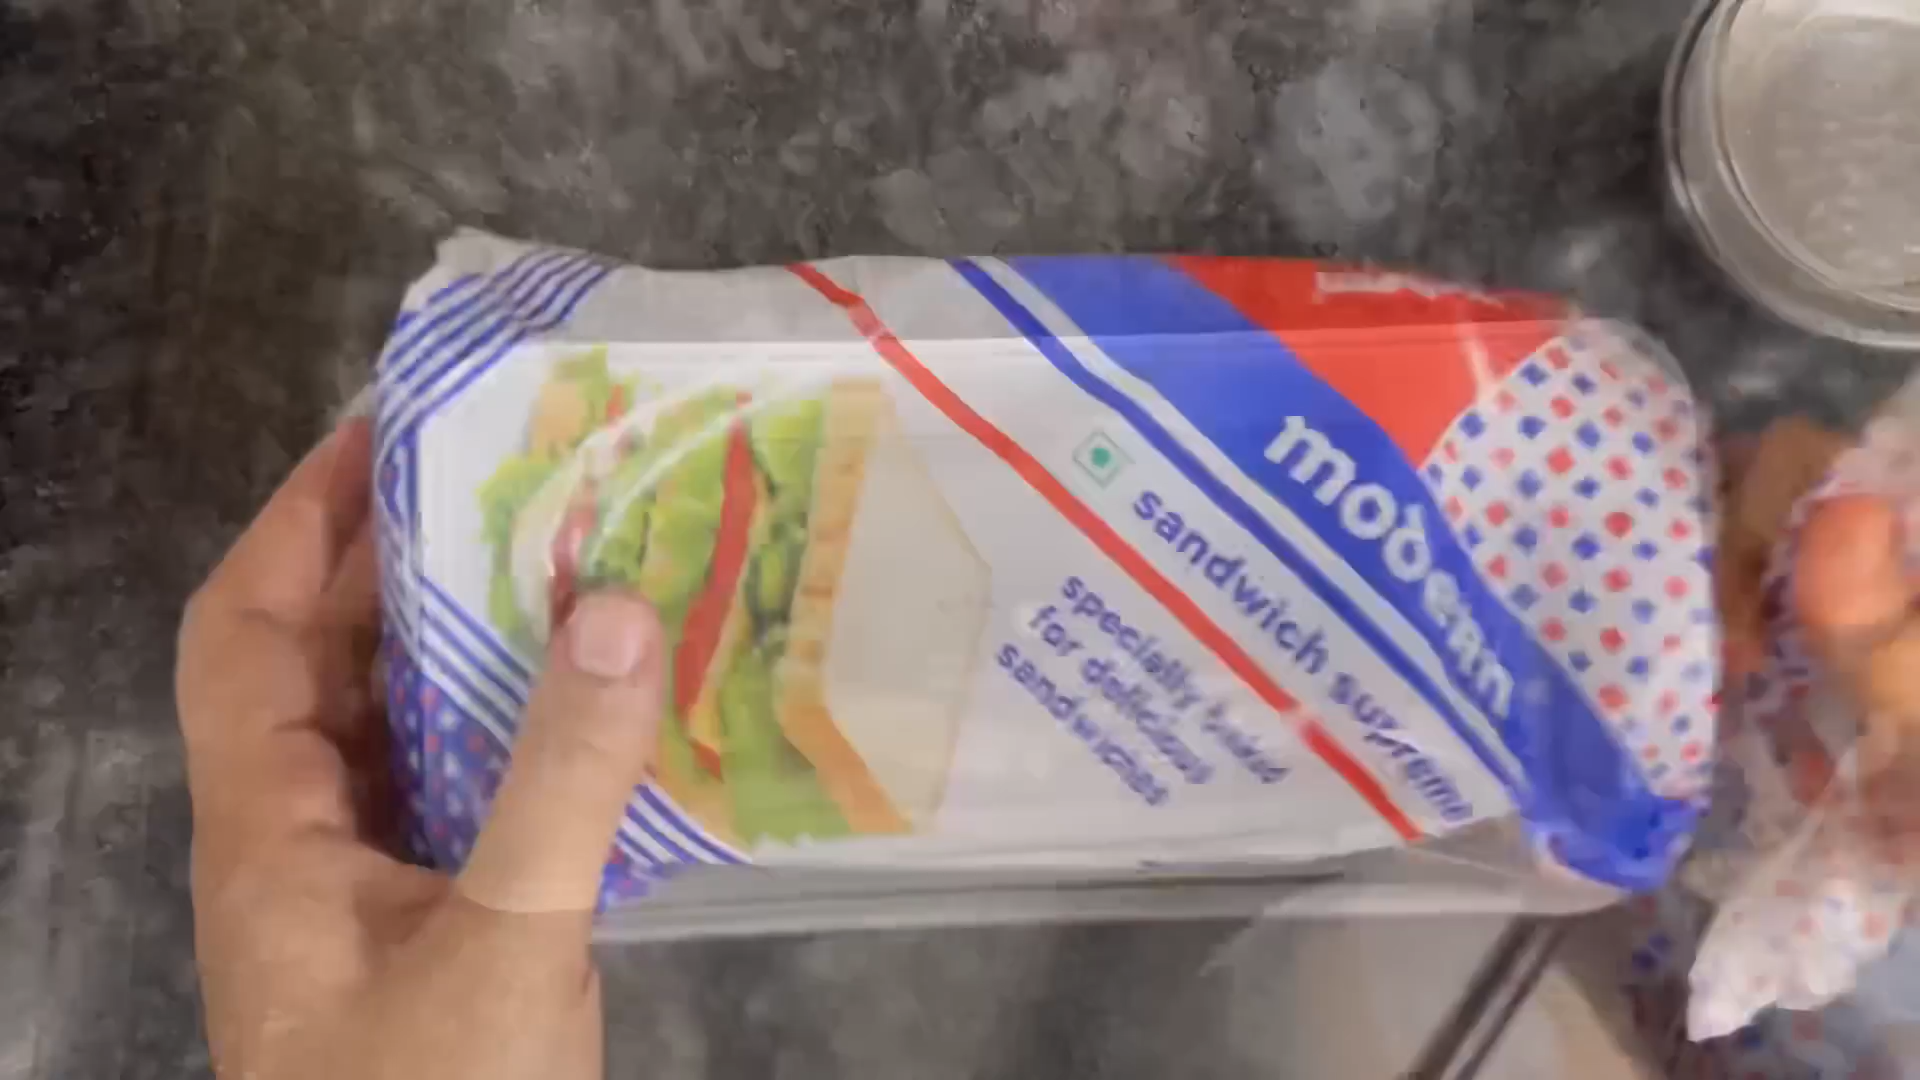 modern
sandwich supreme
specially baked
for delicious
sandwiches